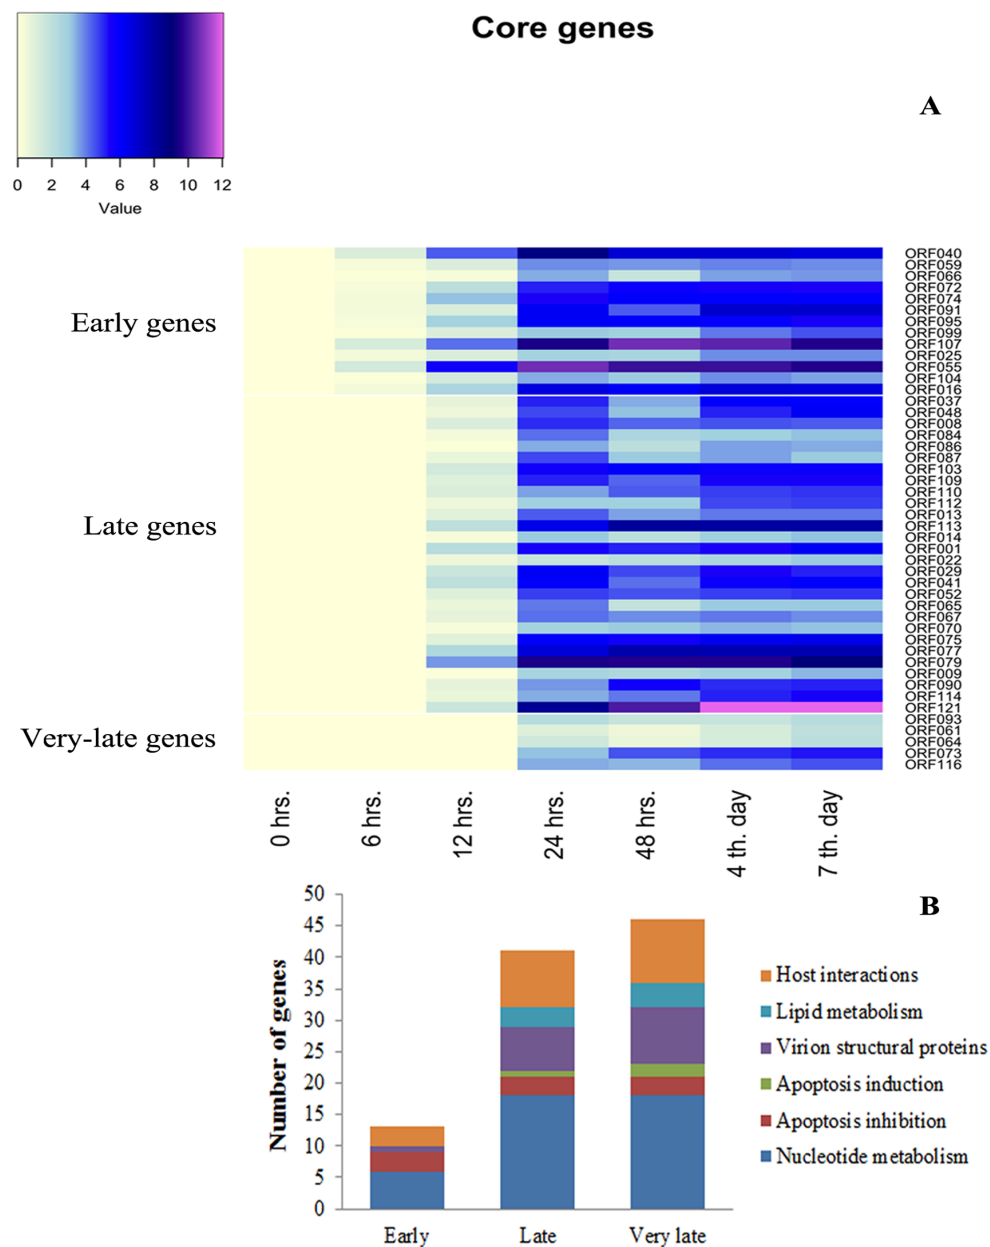 Core genes
A
0 2 4 6 8 10 12
Value
Early genes
Late genes
Very-late genes
ORF040
ORF059
ORF066
ORF072
ORF074
ORF091
ORF095
ORF099
ORF107
ORF025
ORF055
ORF104
ORF016
ORF037
ORF048
ORF008
ORF084
ORF086
ORF087
ORF103
ORF109
ORF110
ORF112
ORF013
ORF113
ORF014
ORF001
ORF022
ORF029
ORF041
ORF052
ORF065
ORF067
ORF070
ORF075
ORF077
ORF079
ORF009
ORF090
ORF114
ORF121
ORF093
ORF061
ORF064
ORF073
ORF116
0 hrs.
6 hrs.
12 hrs.
24 hrs.
48 hrs.
4 th. day
7 th. day
B
Number of genes
50
45
40
35
30
25
20
15
10
5
0
Early
Late
Very late
Host interactions
Lipid metabolism
Virion structural proteins
Apoptosis induction
Apoptosis inhibition
Nucleotide metabolism